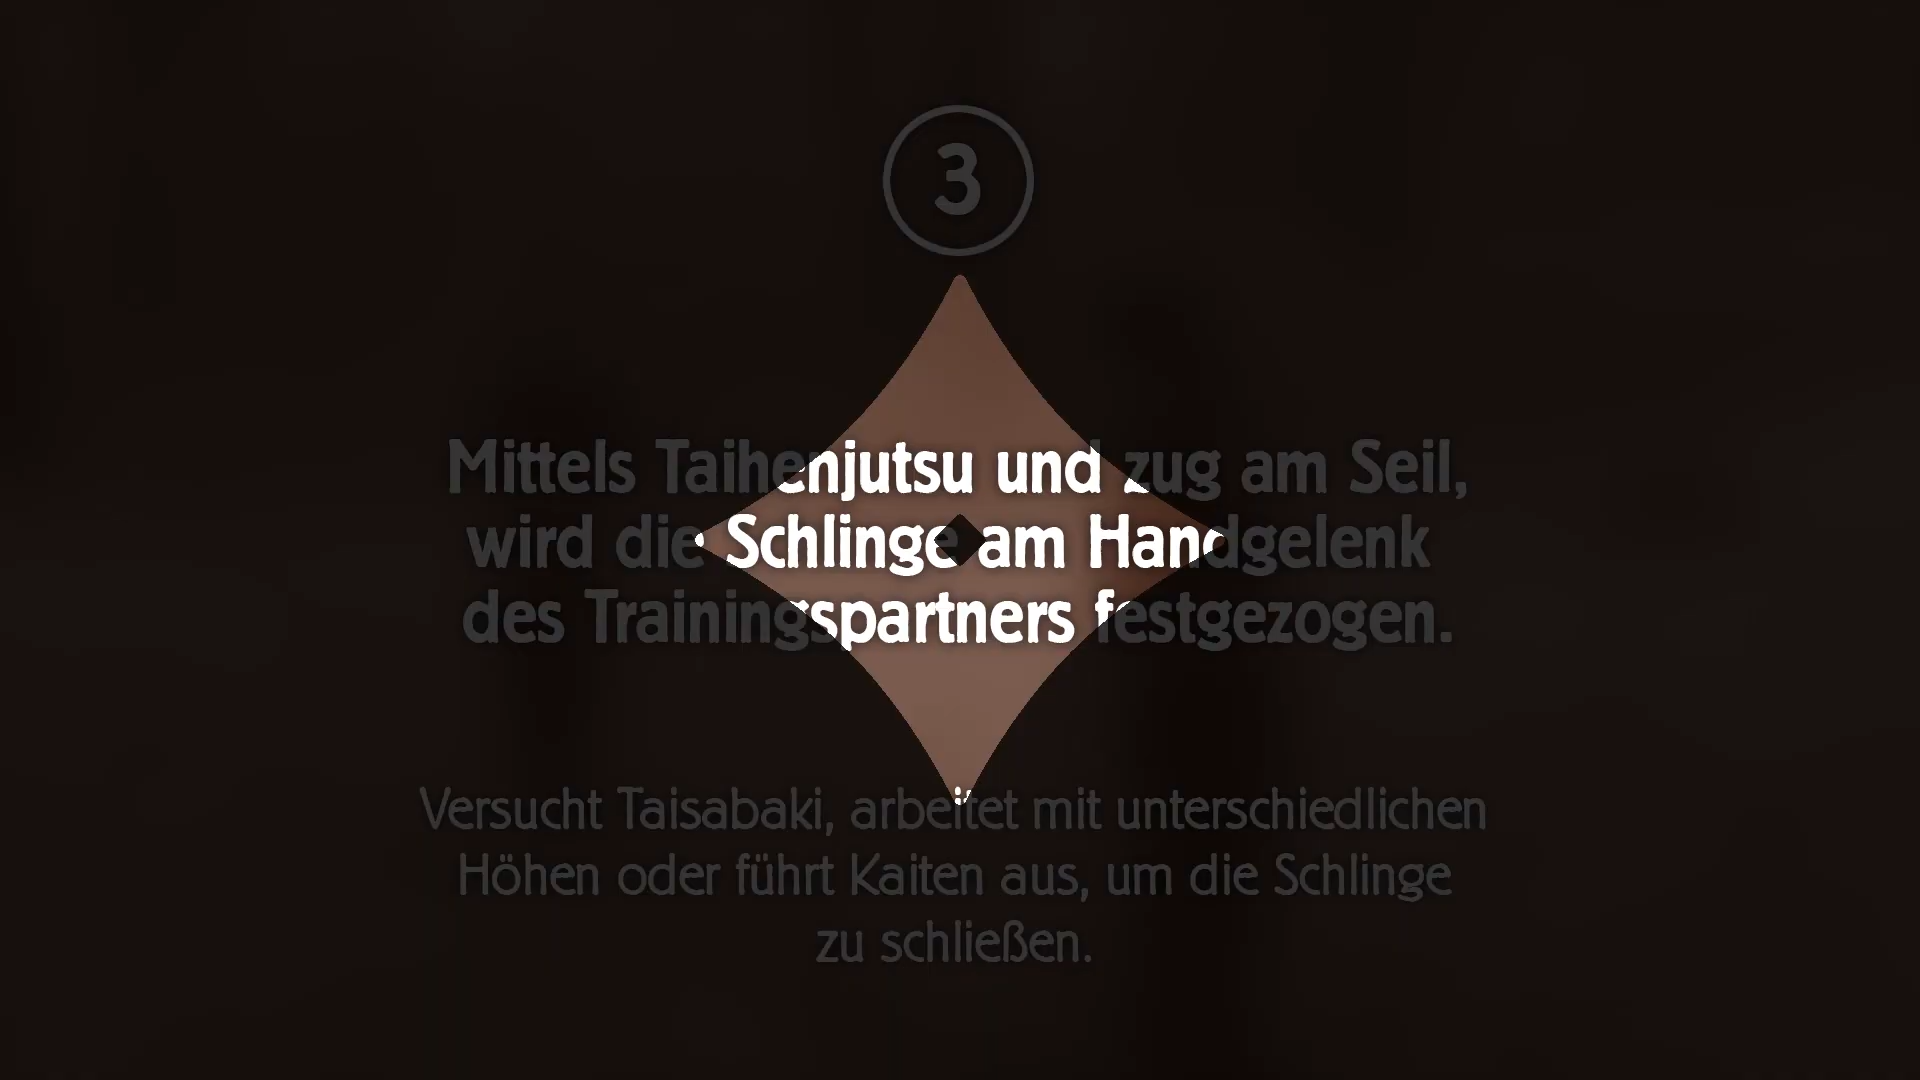 3
Mittels Taihenjutsu und zug am Seil,
wird die Schlinge am Handgelenk
des Trainingspartners festgezogen.
Versucht Taisabaki, arbeitet mit unterschiedlichen
Höhen oder führt Kaiten aus, um die Schlinge
zu schließen.